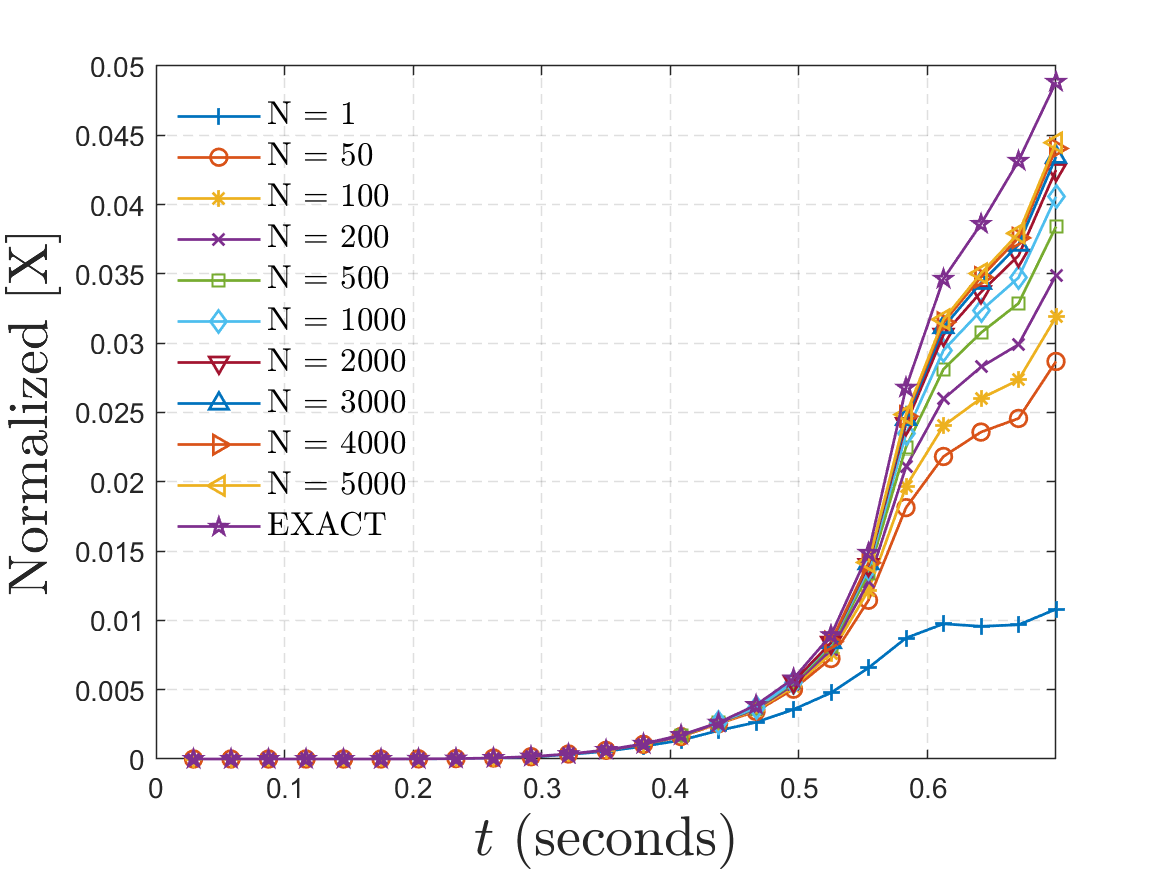 0.05
0.045
0.04
0.035
0.03
0.025
0.02
0.015
0.01
0.005
0
Normalized [X]
N = 1
N = 50
N = 100
N = 200
N = 500
N = 1000
N = 2000
N = 3000
N = 4000
N = 5000
EXACT
0 0.1 0.2 0.3 0.4 0.5 0.6
t (seconds)